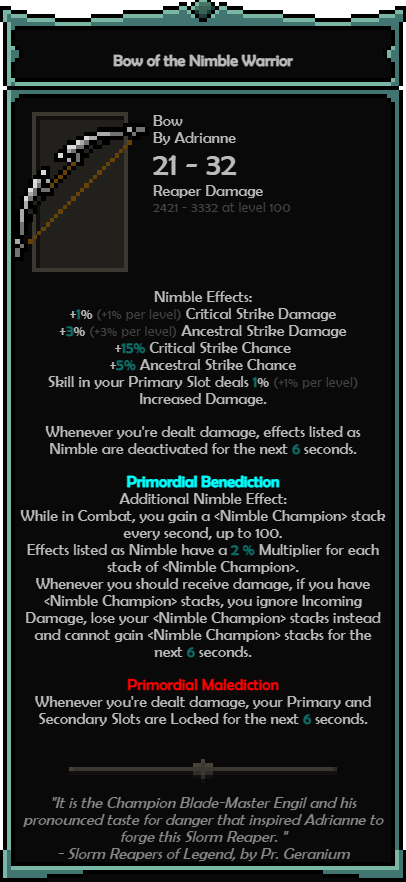 Bow of the Nimble Warrior
Bow
By Adrianne
21 - 32
Reaper Damage
2421 - 3332 at level 100
Nimble Effects:
+1% (+1% per level) Critical Strike Damage
+3% (+3% per level) Ancestral Strike Damage
+15% Critical Strike Chance
+5% Ancestral Strike Chance
Skill in your Primary Slot deals 1% (+1% per level)
Increased Damage.
Whenever you're dealt damage, effects listed as
Nimble are deactivated for the next 6 seconds.
Primordial Benediction
Additional Nimble Effect:
While in Combat, you gain a <Nimble Champion> stack
every second, up to 100.
Effects listed as Nimble have a 2 % Multiplier for each
stack of <Nimble Champion>.
Whenever you should receive damage, if you have
<Nimble Champion> stacks, you ignore Incoming
Damage, lose your <Nimble Champion> stacks instead
and cannot gain <Nimble Champion> stacks for the
next 6 seconds.
Primordial Malediction
Whenever you're dealt damage, your Primary and
Secondary Slots are Locked for the next 6 seconds.
"It is the Champion Blade-Master Engil and his
pronounced taste for danger that inspired Adrianne to
forge this Slorm Reaper. "
- Slorm Reapers of Legend, by Pr. Geranium